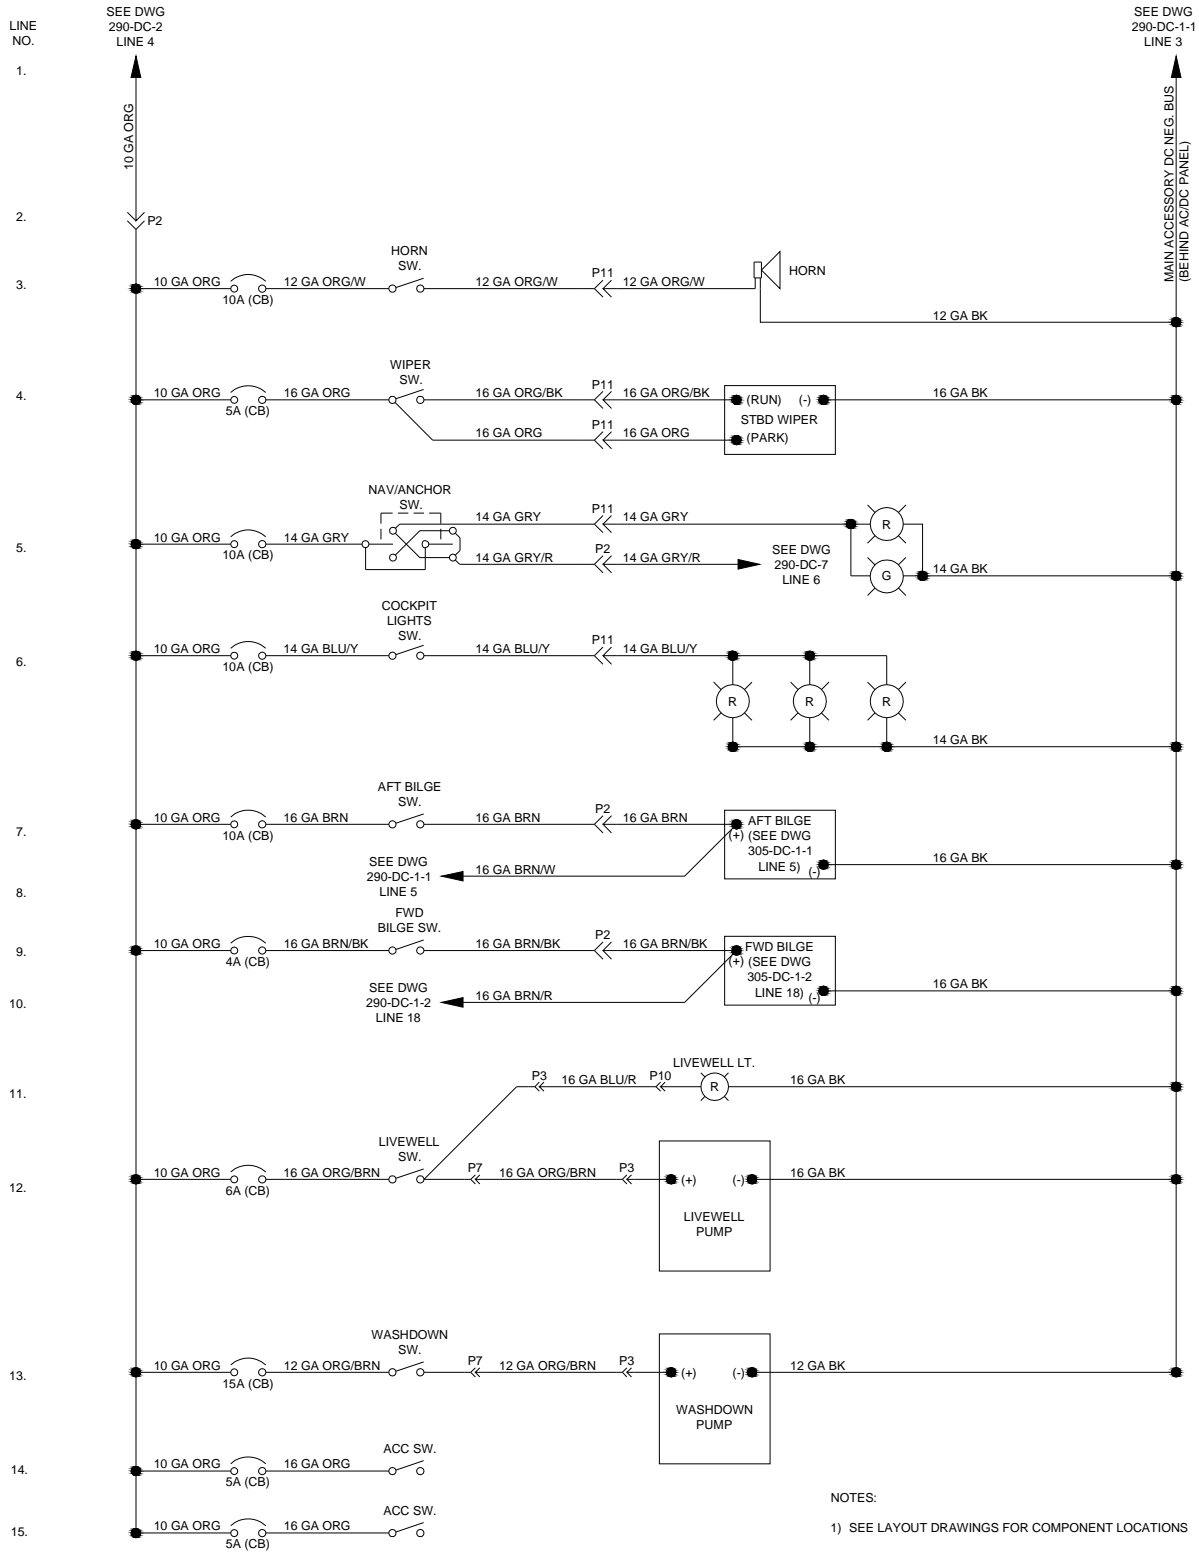 LINE
NO.
SEE DWG
290-DC-2
LINE 4
SEE DWG
290-DC-1-1
LINE 3
1.
10 GA ORG
MAIN ACCESSORY DC NEG. BUS
(BEHIND AC/DC PANEL)
2.
P2
3.
10 GA ORG
10A (CB)
12 GA ORG/W
HORN
SW.
12 GA ORG/W
P11
12 GA ORG/W
HORN
12 GA BK
4.
10 GA ORG
5A (CB)
16 GA ORG
WIPER
SW.
16 GA ORG/BK
P11
16 GA ORG/BK
(RUN) (-)
STBD WIPER
(PARK)
16 GA BK
16 GA ORG
P11
16 GA ORG
5.
10 GA ORG
10A (CB)
14 GA GRY
NAV/ANCHOR
SW.
14 GA GRY
P11
14 GA GRY
R
14 GA GRY/R
P2
14 GA GRY/R
SEE DWG
290-DC-7
LINE 6
G
14 GA BK
6.
10 GA ORG
10A (CB)
14 GA BLU/Y
COCKPIT
LIGHTS
SW.
14 GA BLU/Y
P11
14 GA BLU/Y
R
R
R
14 GA BK
7.
10 GA ORG
10A (CB)
16 GA BRN
AFT BILGE
SW.
16 GA BRN
P2
16 GA BRN
AFT BILGE
(+) (SEE DWG
305-DC-1-1
LINE 5) (-)
16 GA BK
8.
SEE DWG
290-DC-1-1
LINE 5
16 GA BRN/W
9.
10 GA ORG
4A (CB)
16 GA BRN/BK
FWD
BILGE SW.
16 GA BRN/BK
P2
16 GA BRN/BK
FWD BILGE
(+) (SEE DWG
305-DC-1-2
LINE 18) (-)
16 GA BK
10.
SEE DWG
290-DC-1-2
LINE 18
16 GA BRN/R
11.
P3
16 GA BLU/R
P10
LIVEWELL LT.
R
16 GA BK
12.
10 GA ORG
6A (CB)
16 GA ORG/BRN
LIVEWELL
SW.
P7
16 GA ORG/BRN
P3
(+) (-)
LIVEWELL
PUMP
16 GA BK
13.
10 GA ORG
15A (CB)
12 GA ORG/BRN
WASHDOWN
SW.
P7
12 GA ORG/BRN
P3
(+) (-)
WASHDOWN
PUMP
12 GA BK
14.
10 GA ORG
5A (CB)
16 GA ORG
ACC SW.
15.
10 GA ORG
5A (CB)
16 GA ORG
ACC SW.
NOTES:
1) SEE LAYOUT DRAWINGS FOR COMPONENT LOCATIONS